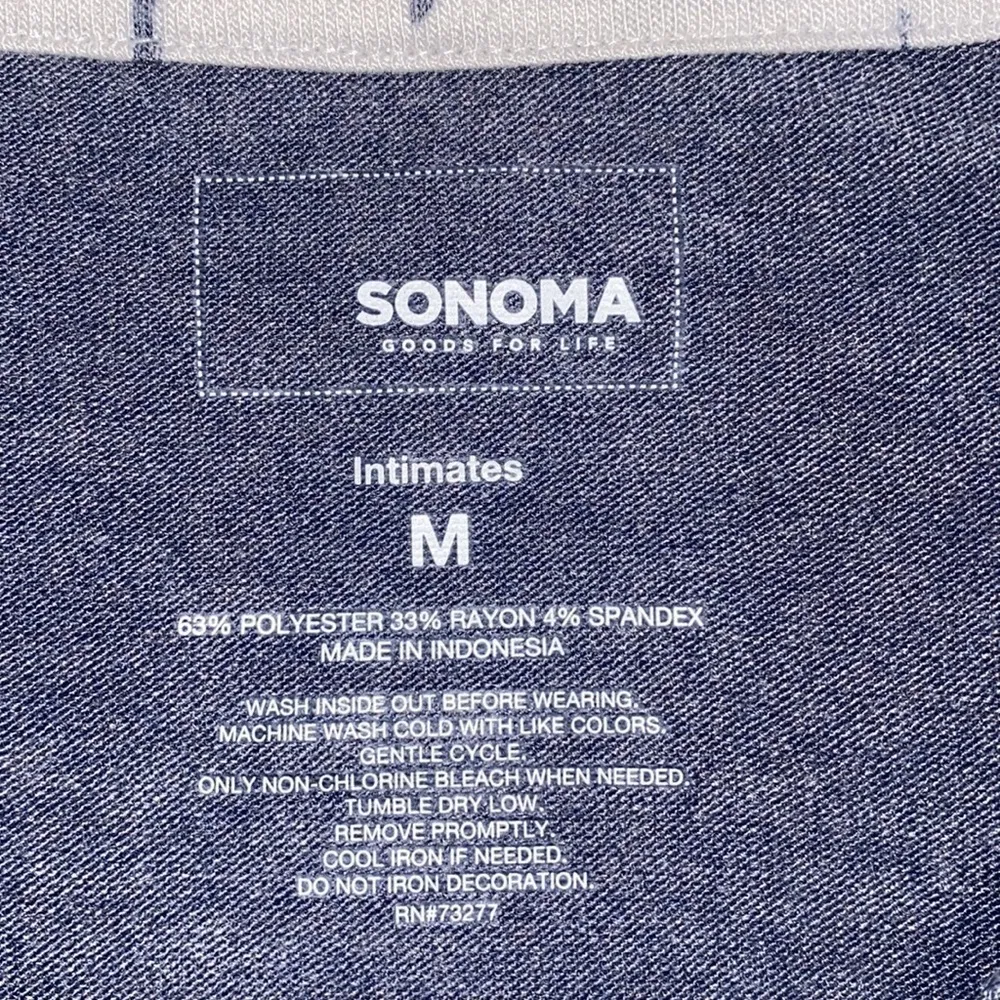 SONOMA
GOODS FOR LIFE
Intimates
M
63% POLYESTER 33% RAYON 4% SPANDEX
MADE IN INDONESIA
WASH INSIDE OUT BEFORE WEARING.
MACHINE WASH COLD WITH LIKE COLORS.
GENTLE CYCLE.
ONLY NON-CHLORINE BLEACH WHEN NEEDED.
TUMBLE DRY LOW.
REMOVE PROMPTLY.
COOL IRON IF NEEDED.
DO NOT IRON DECORATION.
RN#73277